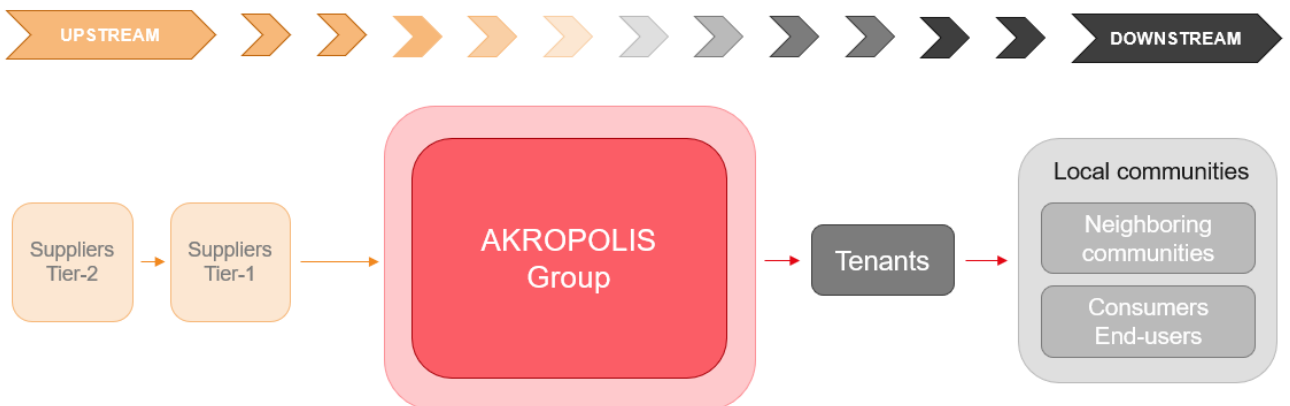 UPSTREAM
DOWNSTREAM
Suppliers
Tier-2
Suppliers
Tier-1
AKROPOLIS
Group
Tenants
Local communities
Neighboring
communities
Consumers
End-users